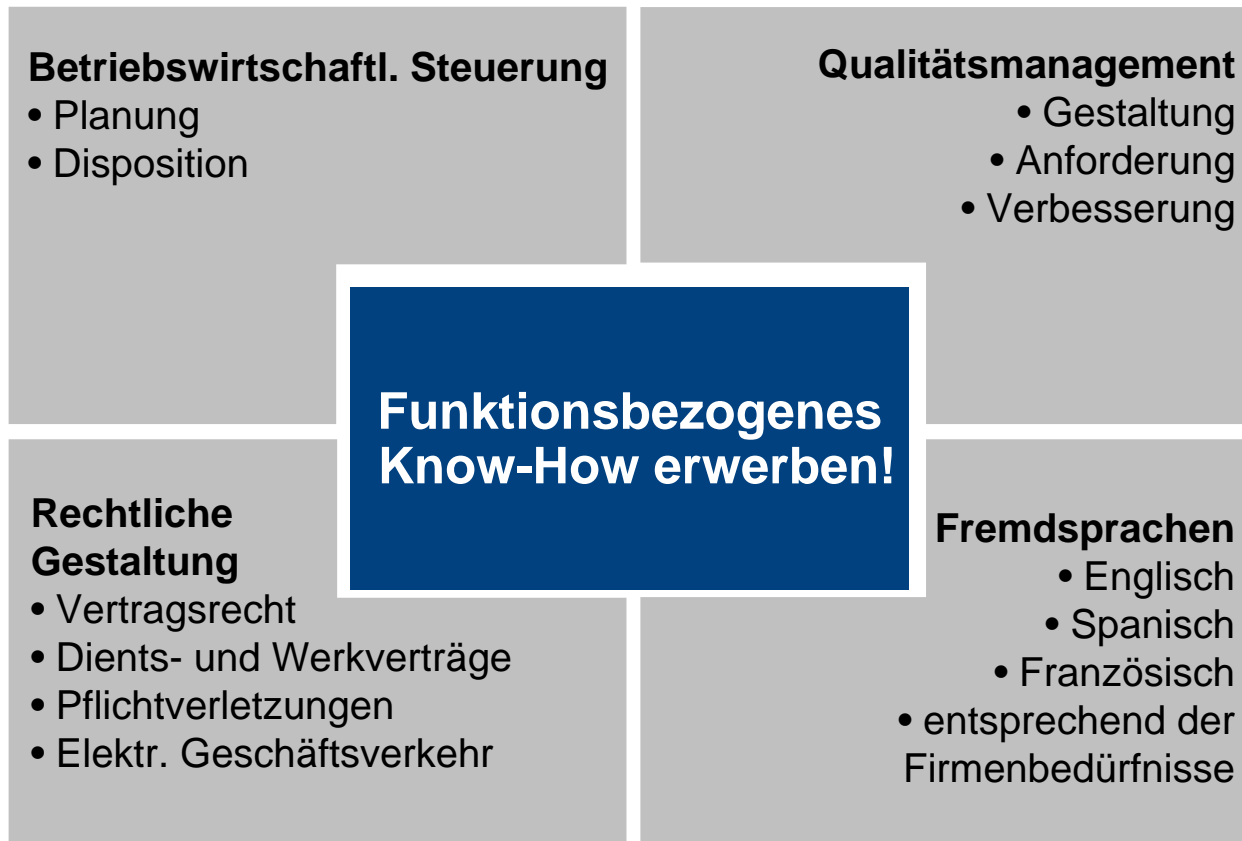 Betriebswirtschaftl. Steuerung
• Planung
• Disposition
Qualitätsmanagement
• Gestaltung
• Anforderung
• Verbesserung
Funktionsbezogenes
Know-How erwerben!
Rechtliche
Gestaltung
• Vertragsrecht
• Dients- und Werkverträge
• Pflichtverletzungen
• Elektr. Geschäftsverkehr
Fremdsprachen
• Englisch
• Spanisch
• Französisch
• entsprechend der
Firmenbedürfnisse